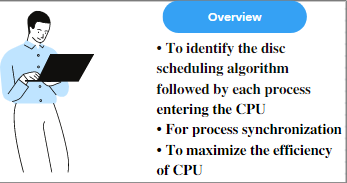 Overview
• To identify the disc
scheduling algorithm
followed by each process
entering the CPU
• For process synchronization
• To maximize the efficiency
of CPU